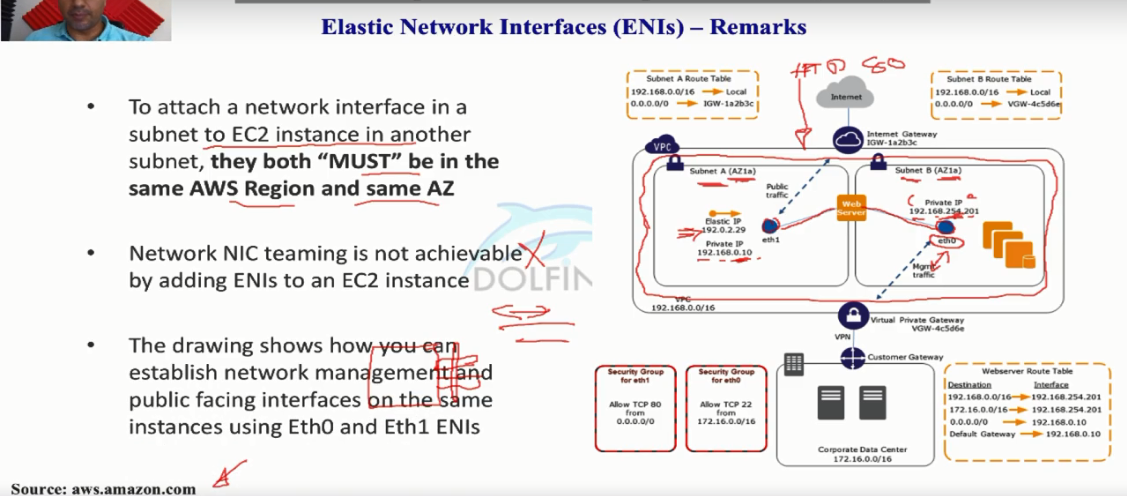 Elastic Network Interfaces (ENIs) – Remarks
• To attach a network interface in a
subnet to EC2 instance in another
subnet, they both “MUST” be in the
same AWS Region and same AZ
• Network NIC teaming is not achievable
by adding ENIs to an EC2 instance
• The drawing shows how you can
establish network management and
public facing interfaces on the same
instances using Eth0 and Eth1 ENIs
Source: aws.amazon.com
DOLFIN
Subnet A Route Table
192.168.0.0/16 Local
0.0.0.0/0 IGW-1a2b3c
Internet
Subnet B Route Table
192.168.0.0/16 Local
0.0.0.0/0 VGW-4c5d6e
Internet Gateway
IGW-1a2b3c
VPC
Subnet A (AZ1a)
Subnet B (AZ1a)
Public
traffic
Web
Server
Elastic IP
192.0.2.29
Private IP
192.168.0.10
eth1
Private IP
192.168.254.201
eth0
Mgmt
traffic
VPC
192.168.0.0/16
Virtual Private Gateway
VGW-4c5d6e
VPN
Customer Gateway
Security Group
for eth1
Allow TCP 80
from
0.0.0.0/0
Security Group
for eth0
Allow TCP 22
from
172.16.0.0/16
Corporate Data Center
172.16.0.0/16
Webserver Route Table
Destination Interface
192.168.0.0/16 192.168.254.201
172.16.0.0/16 192.168.254.201
0.0.0.0/0 192.168.0.10
Default Gateway 192.168.0.10